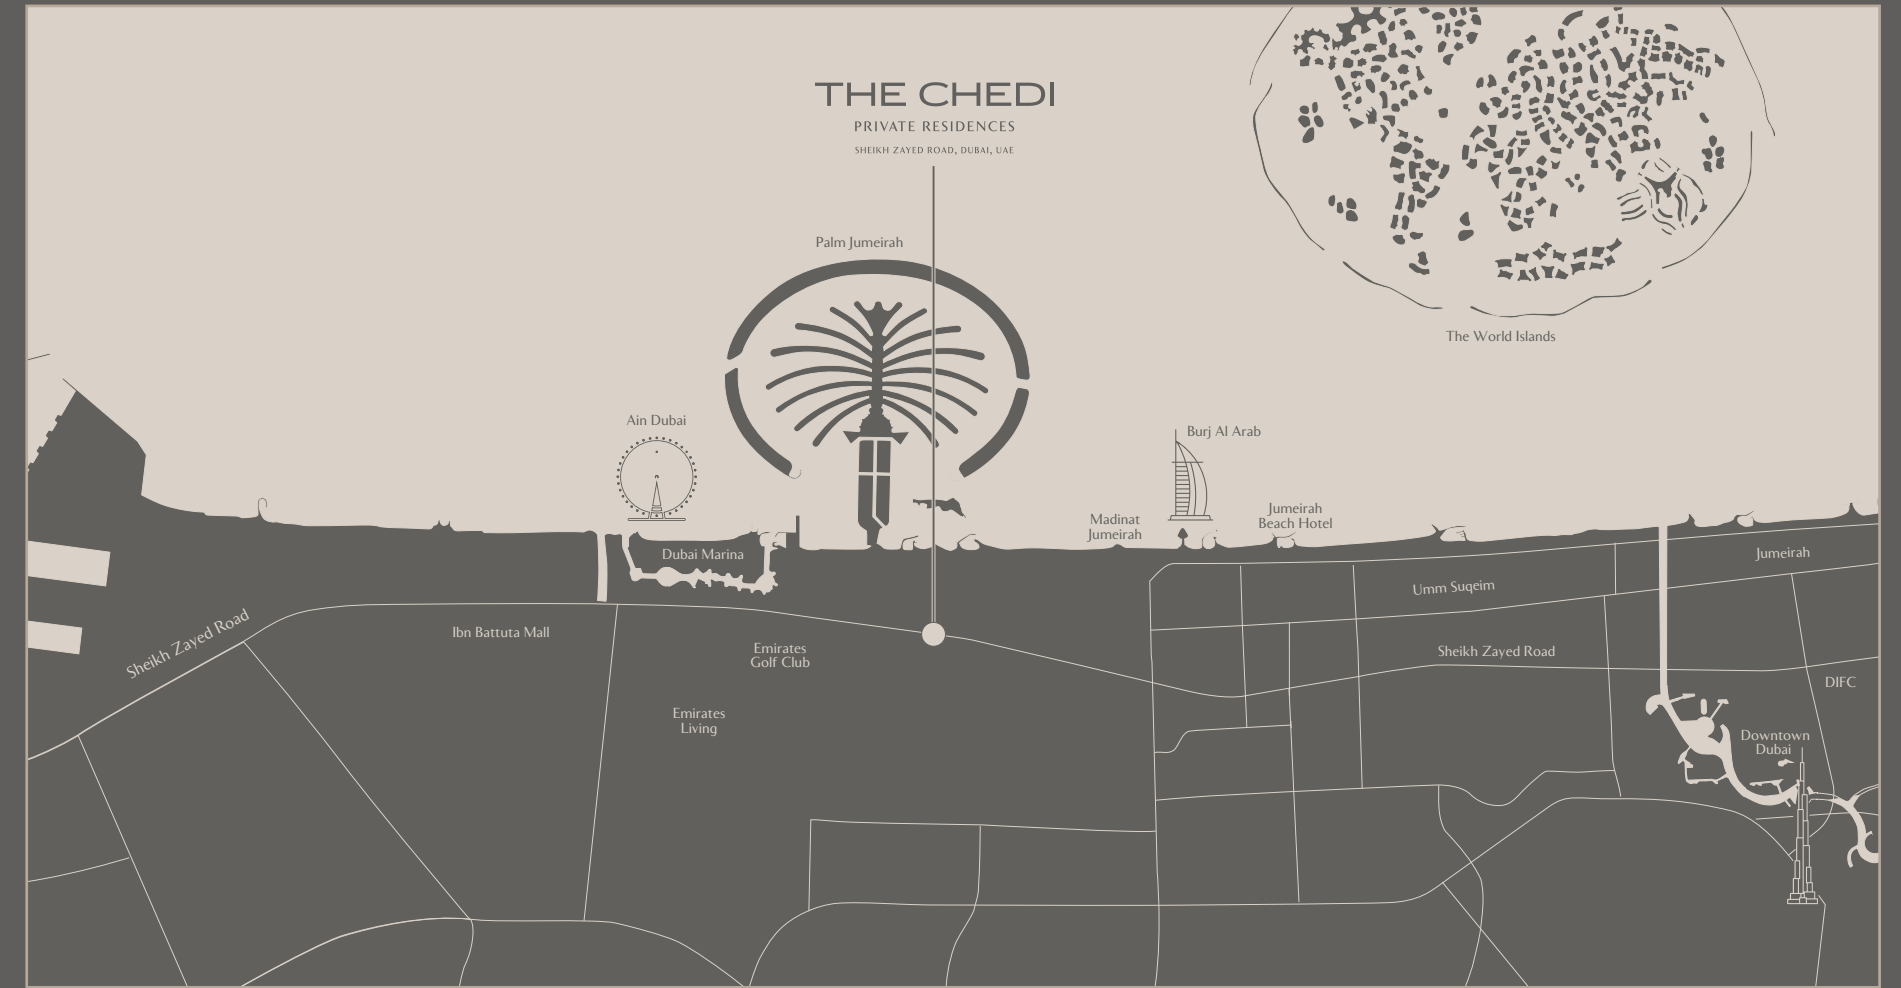 THE CHEDI
PRIVATE RESIDENCES
SHEIKH ZAYED ROAD, DUBAI, UAE
Palm Jumeirah
The World Islands
Ain Dubai
Burj Al Arab
Madinat
Jumeirah
Jumeirah
Beach Hotel
Dubai Marina
Jumeirah
Umm Suqeim
Sheikh Zayed Road
Ibn Battuta Mall
Emirates
Golf Club
Sheikh Zayed Road
DIFC
Emirates
Living
Downtown
Dubai